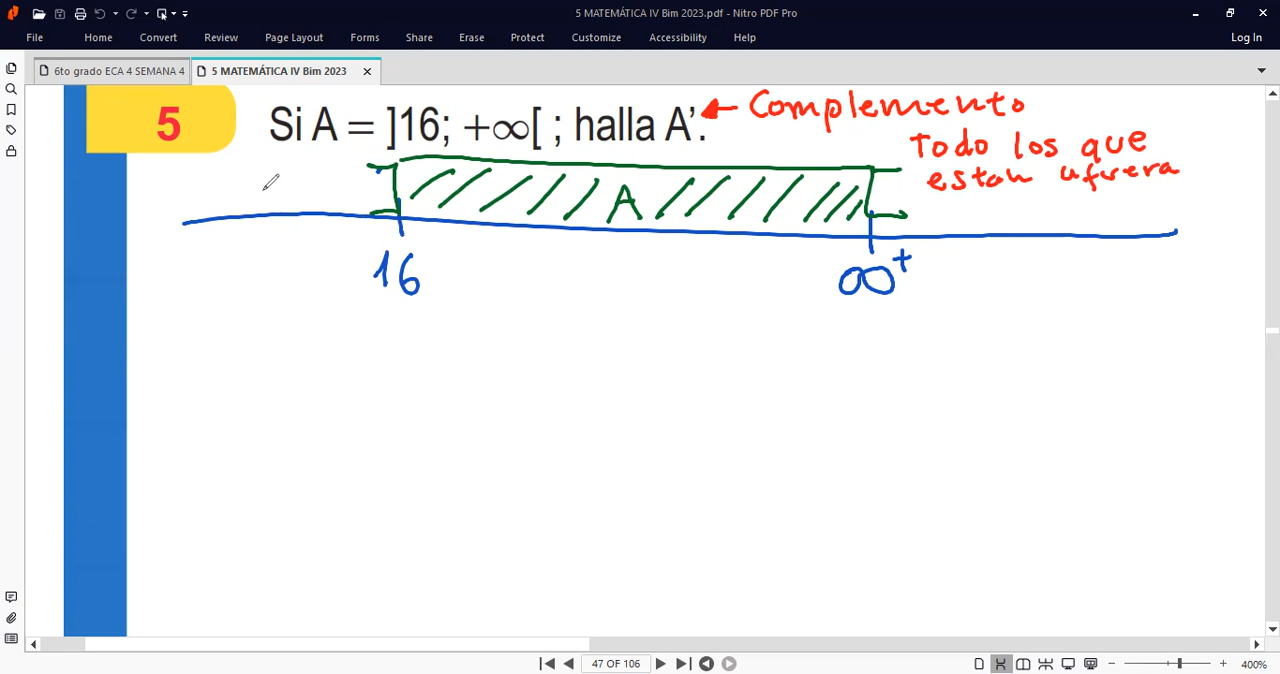 5 MATEMÁTICA IV Bim 2023.pdf - Nitro PDF Pro
File Home Convert Review Page Layout Forms Share Erase Protect Customize Accessibility Help Log In
6to grado ECA 4 SEMANA 4 5 MATEMÁTICA IV Bim 2023
5 Si A = ]16; +∞[ ; halla A’. Complemento
Todo los que
estan afuera
A
16 ∞+
47 OF 106 400%